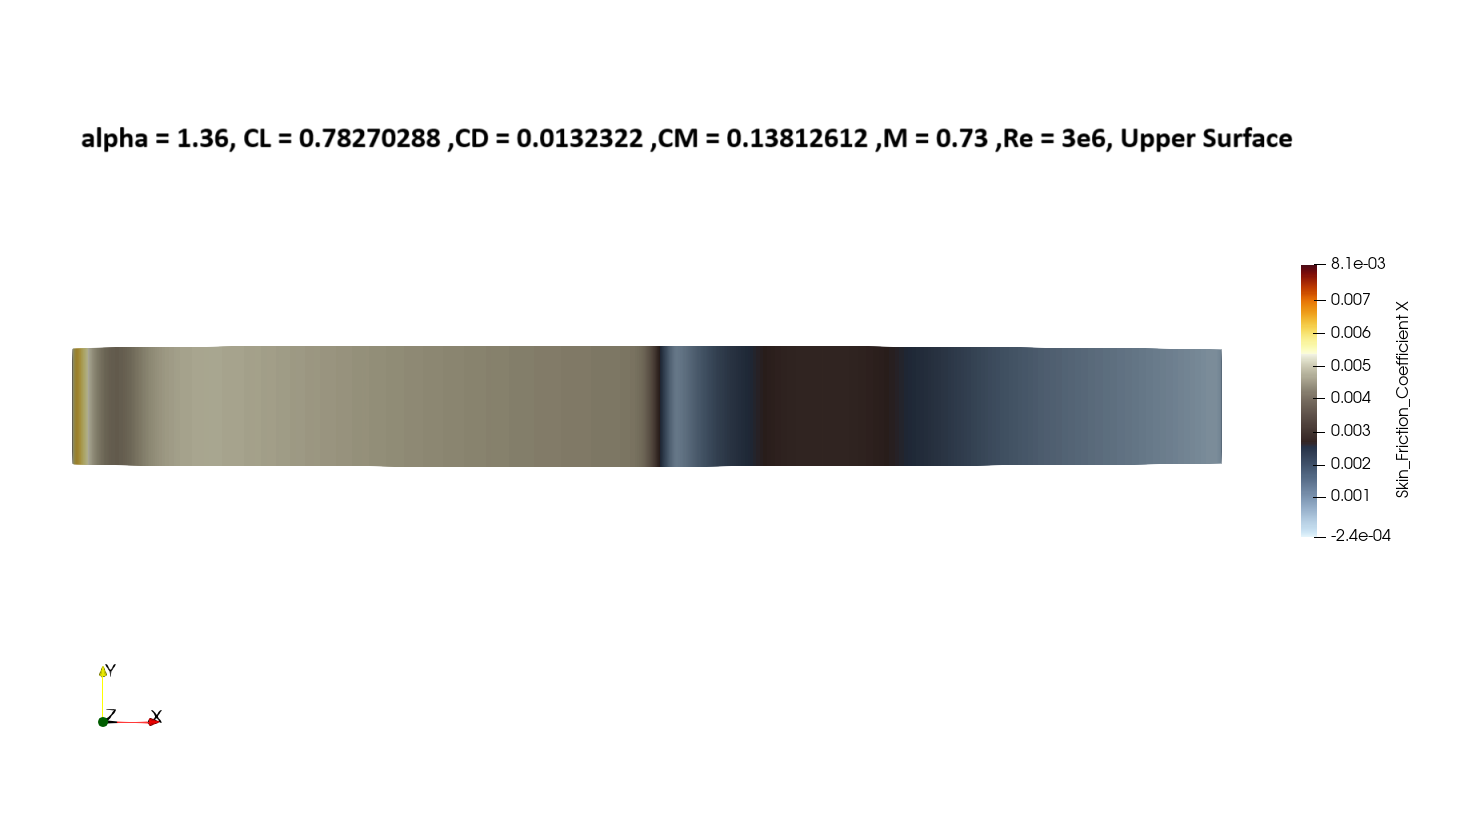 alpha = 1.36, CL = 0.78270288 ,CD = 0.0132322 ,CM = 0.13812612 ,M = 0.73 ,Re = 3e6, Upper Surface
8.1e-03
0.007
0.006
0.005
0.004
0.003
0.002
0.001
-2.4e-04
Skin_Friction_Coefficient X
Y
Z
X